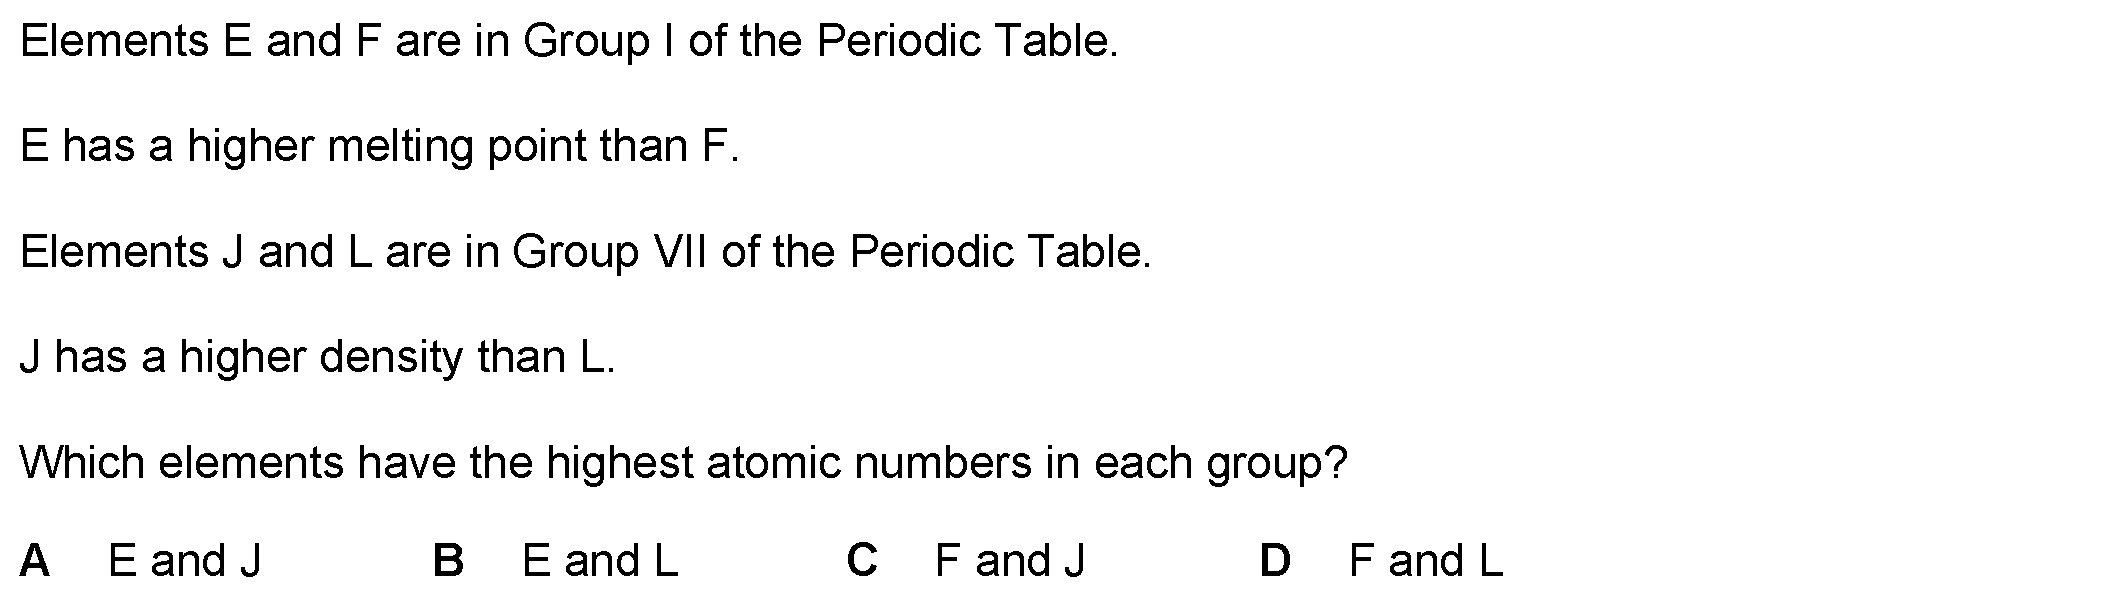 Elements E and F are in Group I of the Periodic Table.
E has a higher melting point than F.
Elements J and L are in Group VII of the Periodic Table.
J has a higher density than L.
Which elements have the highest atomic numbers in each group?
A E and J B E and L C F and J D F and L